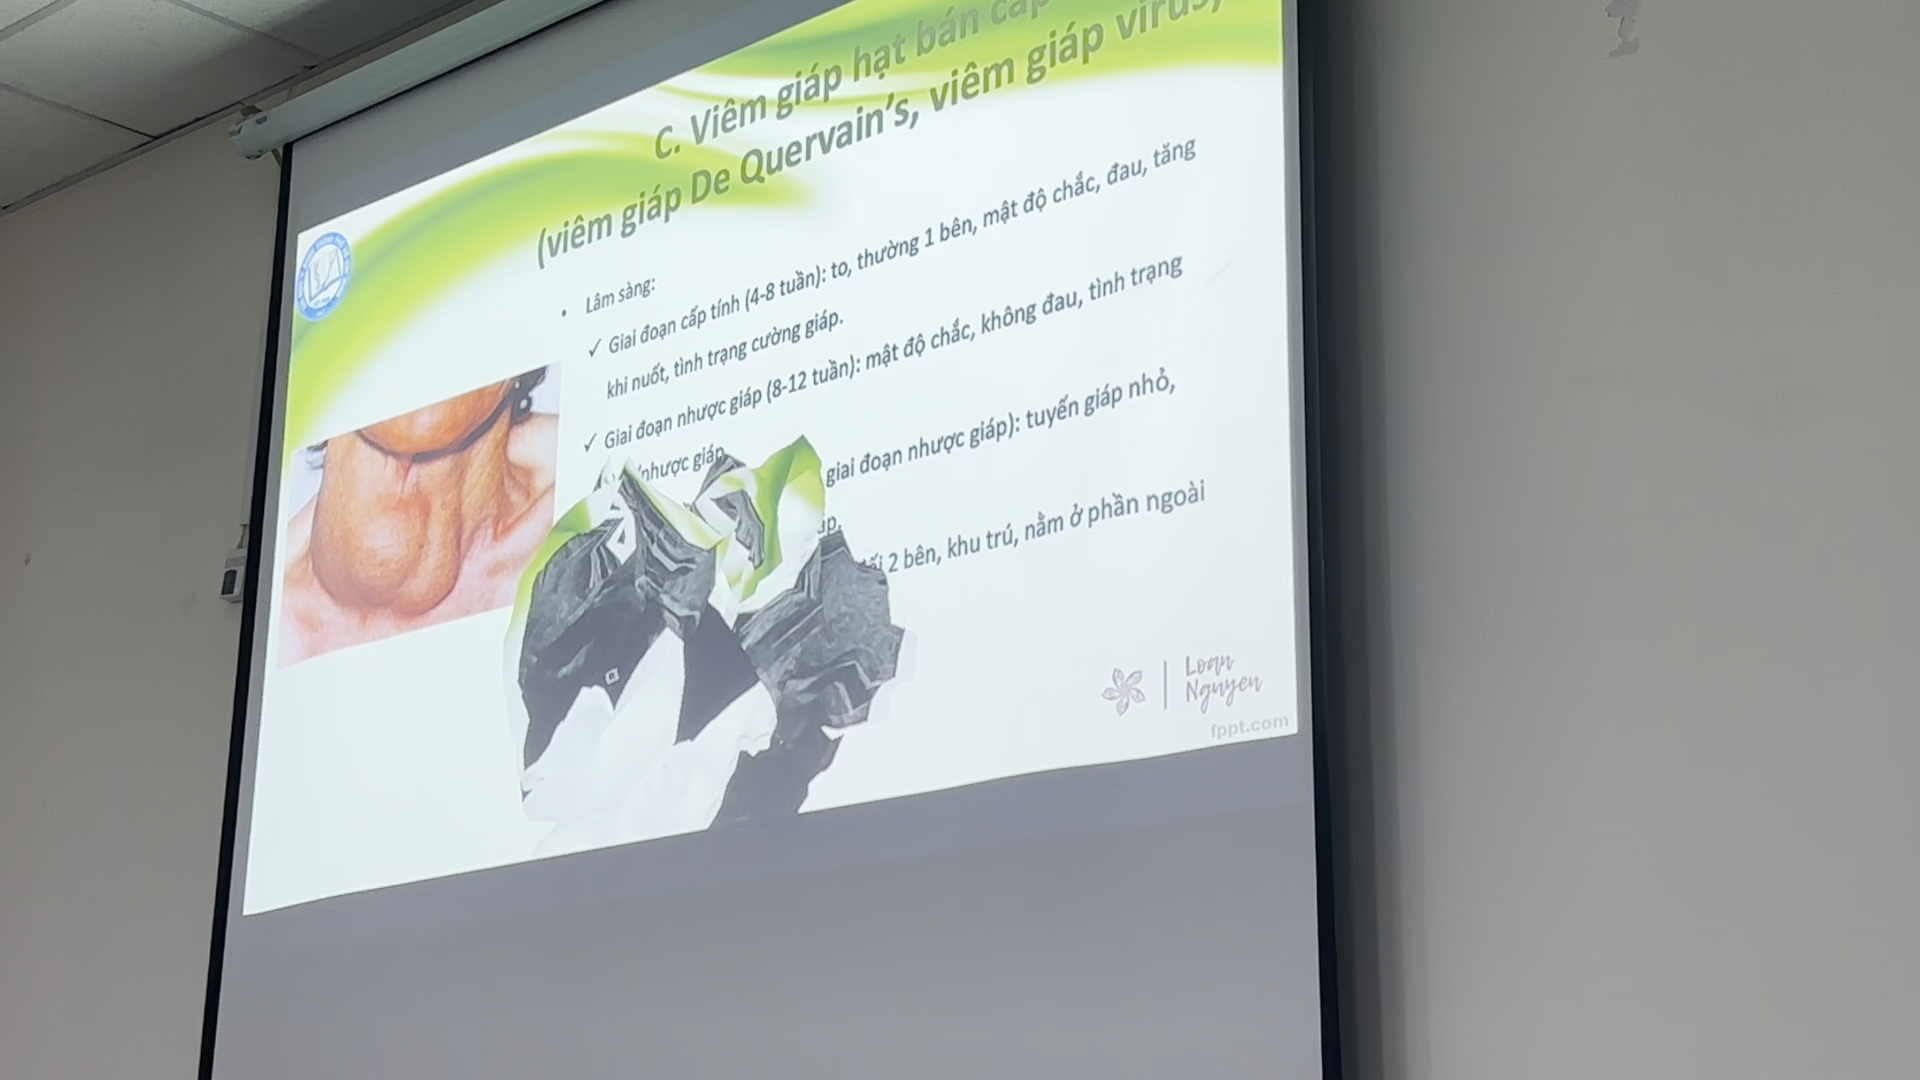 C. Viêm giáp hạt bán cấp
(viêm giáp De Quervain's, viêm giáp virus)
• Lâm sàng:
✓ Giai đoạn cấp tính (4-8 tuần): to, thường 1 bên, mật độ chắc, đau, tăng
khi nuốt, tình trạng cường giáp.
✓ Giai đoạn nhược giáp (8-12 tuần): mật độ chắc, không đau, tình trạng
nhược giáp
giai đoạn nhược giáp): tuyến giáp nhỏ,
2 bên, khu trú, nằm ở phần ngoài
Loan
Nguyen
fppt.com